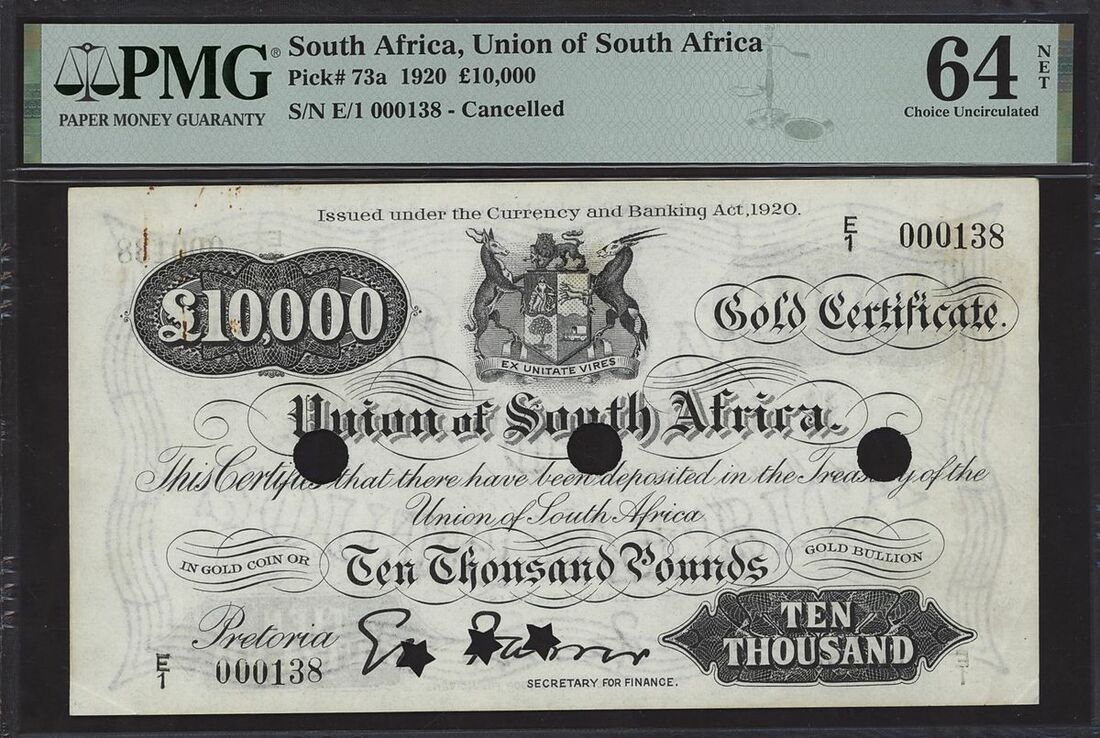 PMG®
PAPER MONEY GUARANTY
South Africa, Union of South Africa
Pick# 73a 1920 £10,000
S/N E/1 000138 - Cancelled
64 NET
Choice Uncirculated
Issued under the Currency and Banking Act, 1920.
E/1 000138
£10,000
EX UNITATE VIRES
Gold Certificate.
Union of South Africa.
This Certifies that there have been deposited in the Treasury of the
Union of South Africa
IN GOLD COIN OR Ten Thousand Pounds GOLD BULLION
Pretoria
E/1 000138
SECRETARY FOR FINANCE.
TEN
THOUSAND